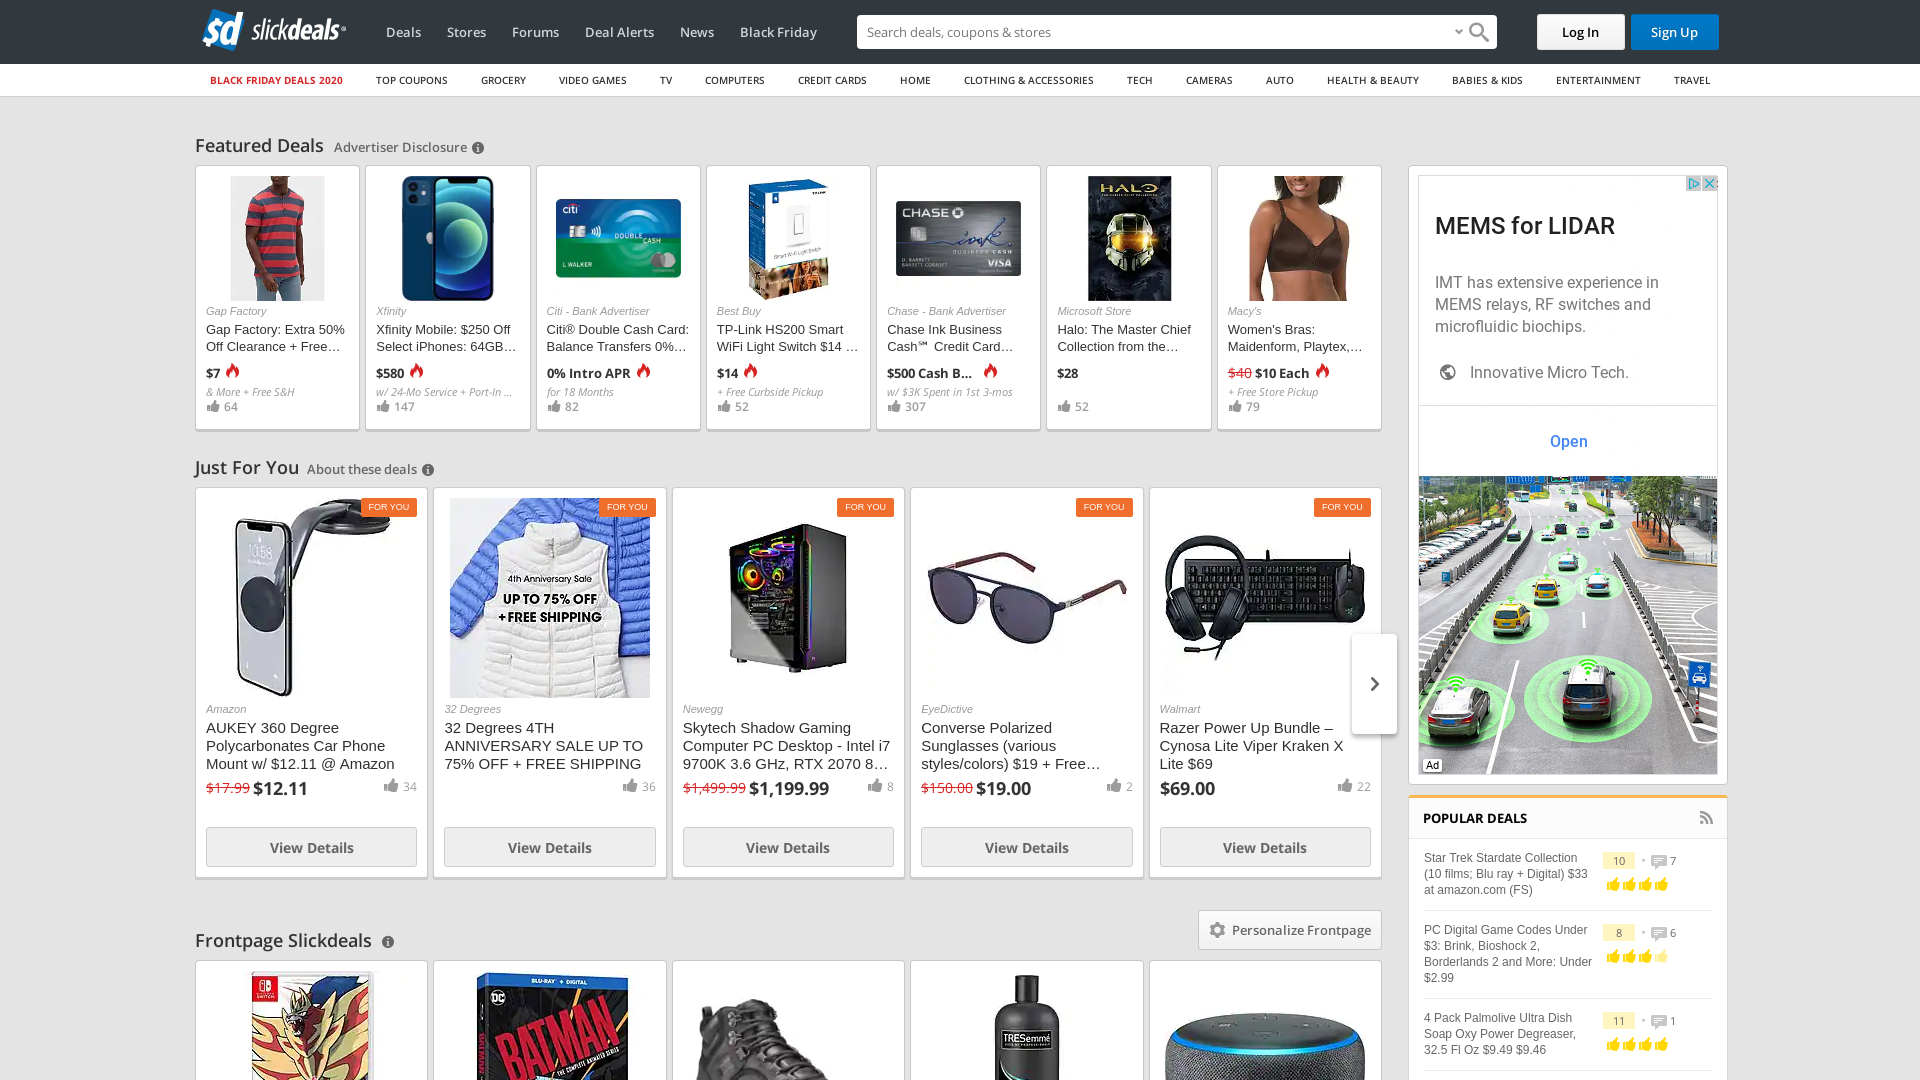 sd slickdeals
Deals
Stores
Forums
Deal Alerts
News
Black Friday
Search deals, coupons & stores
Log In
Sign Up
BLACK FRIDAY DEALS 2020
TOP COUPONS
GROCERY
VIDEO GAMES
TV
COMPUTERS
CREDIT CARDS
HOME
CLOTHING & ACCESSORIES
TECH
CAMERAS
AUTO
HEALTH & BEAUTY
BABIES & KIDS
ENTERTAINMENT
TRAVEL
Featured Deals
Advertiser Disclosure
Gap Factory
Gap Factory: Extra 50%
Off Clearance + Free…
$7
& More + Free S&H
64
Xfinity
Xfinity Mobile: $250 Off
Select iPhones: 64GB…
$580
w/ 24-Mo Service + Port-In ...
147
citi
DOUBLE
CASH
L WALKER
Citi - Bank Advertiser
Citi® Double Cash Card:
Balance Transfers 0%…
0% Intro APR
for 18 Months
82
Best Buy
TP-Link HS200 Smart
WiFi Light Switch $14 …
$14
+ Free Curbside Pickup
52
CHASE
ink
BUSINESS CASH
D. BARRETT
BARRETT CONNECT
VISA
Chase - Bank Advertiser
Chase Ink Business
Cash℠ Credit Card…
$500 Cash B…
w/ $3K Spent in 1st 3-mos
307
HALO
Microsoft Store
Halo: The Master Chief
Collection from the…
$28
52
Macy's
Women's Bras:
Maidenform, Playtex,…
$40 $10 Each
+ Free Store Pickup
79
MEMS for LIDAR
IMT has extensive experience in
MEMS relays, RF switches and
microfluidic biochips.
Innovative Micro Tech.
Open
Ad
Just For You
About these deals
FOR YOU
10:58
Amazon
AUKEY 360 Degree
Polycarbonates Car Phone
Mount w/ $12.11 @ Amazon
$17.99 $12.11
34
View Details
FOR YOU
4th Anniversary Sale
UP TO 75% OFF
+FREE SHIPPING
32 Degrees
32 Degrees 4TH
ANNIVERSARY SALE UP TO
75% OFF + FREE SHIPPING
36
View Details
FOR YOU
Newegg
Skytech Shadow Gaming
Computer PC Desktop - Intel i7
9700K 3.6 GHz, RTX 2070 8…
$1,499.99 $1,199.99
8
View Details
FOR YOU
EyeDictive
Converse Polarized
Sunglasses (various
styles/colors) $19 + Free…
$150.00 $19.00
2
View Details
FOR YOU
Walmart
Razer Power Up Bundle –
Cynosa Lite Viper Kraken X
Lite $69
$69.00
22
View Details
POPULAR DEALS
Star Trek Stardate Collection
(10 films; Blu ray + Digital) $33
at amazon.com (FS)
10
7
PC Digital Game Codes Under
$3: Brink, Bioshock 2,
Borderlands 2 and More: Under
$2.99
8
6
4 Pack Palmolive Ultra Dish
Soap Oxy Power Degreaser,
32.5 Fl Oz $9.49 $9.46
11
1
Frontpage Slickdeals
Personalize Frontpage
BLU-RAY + DIGITAL
DC
BATMAN
THE COMPLETE ANIMATED SERIES
TRESemmé